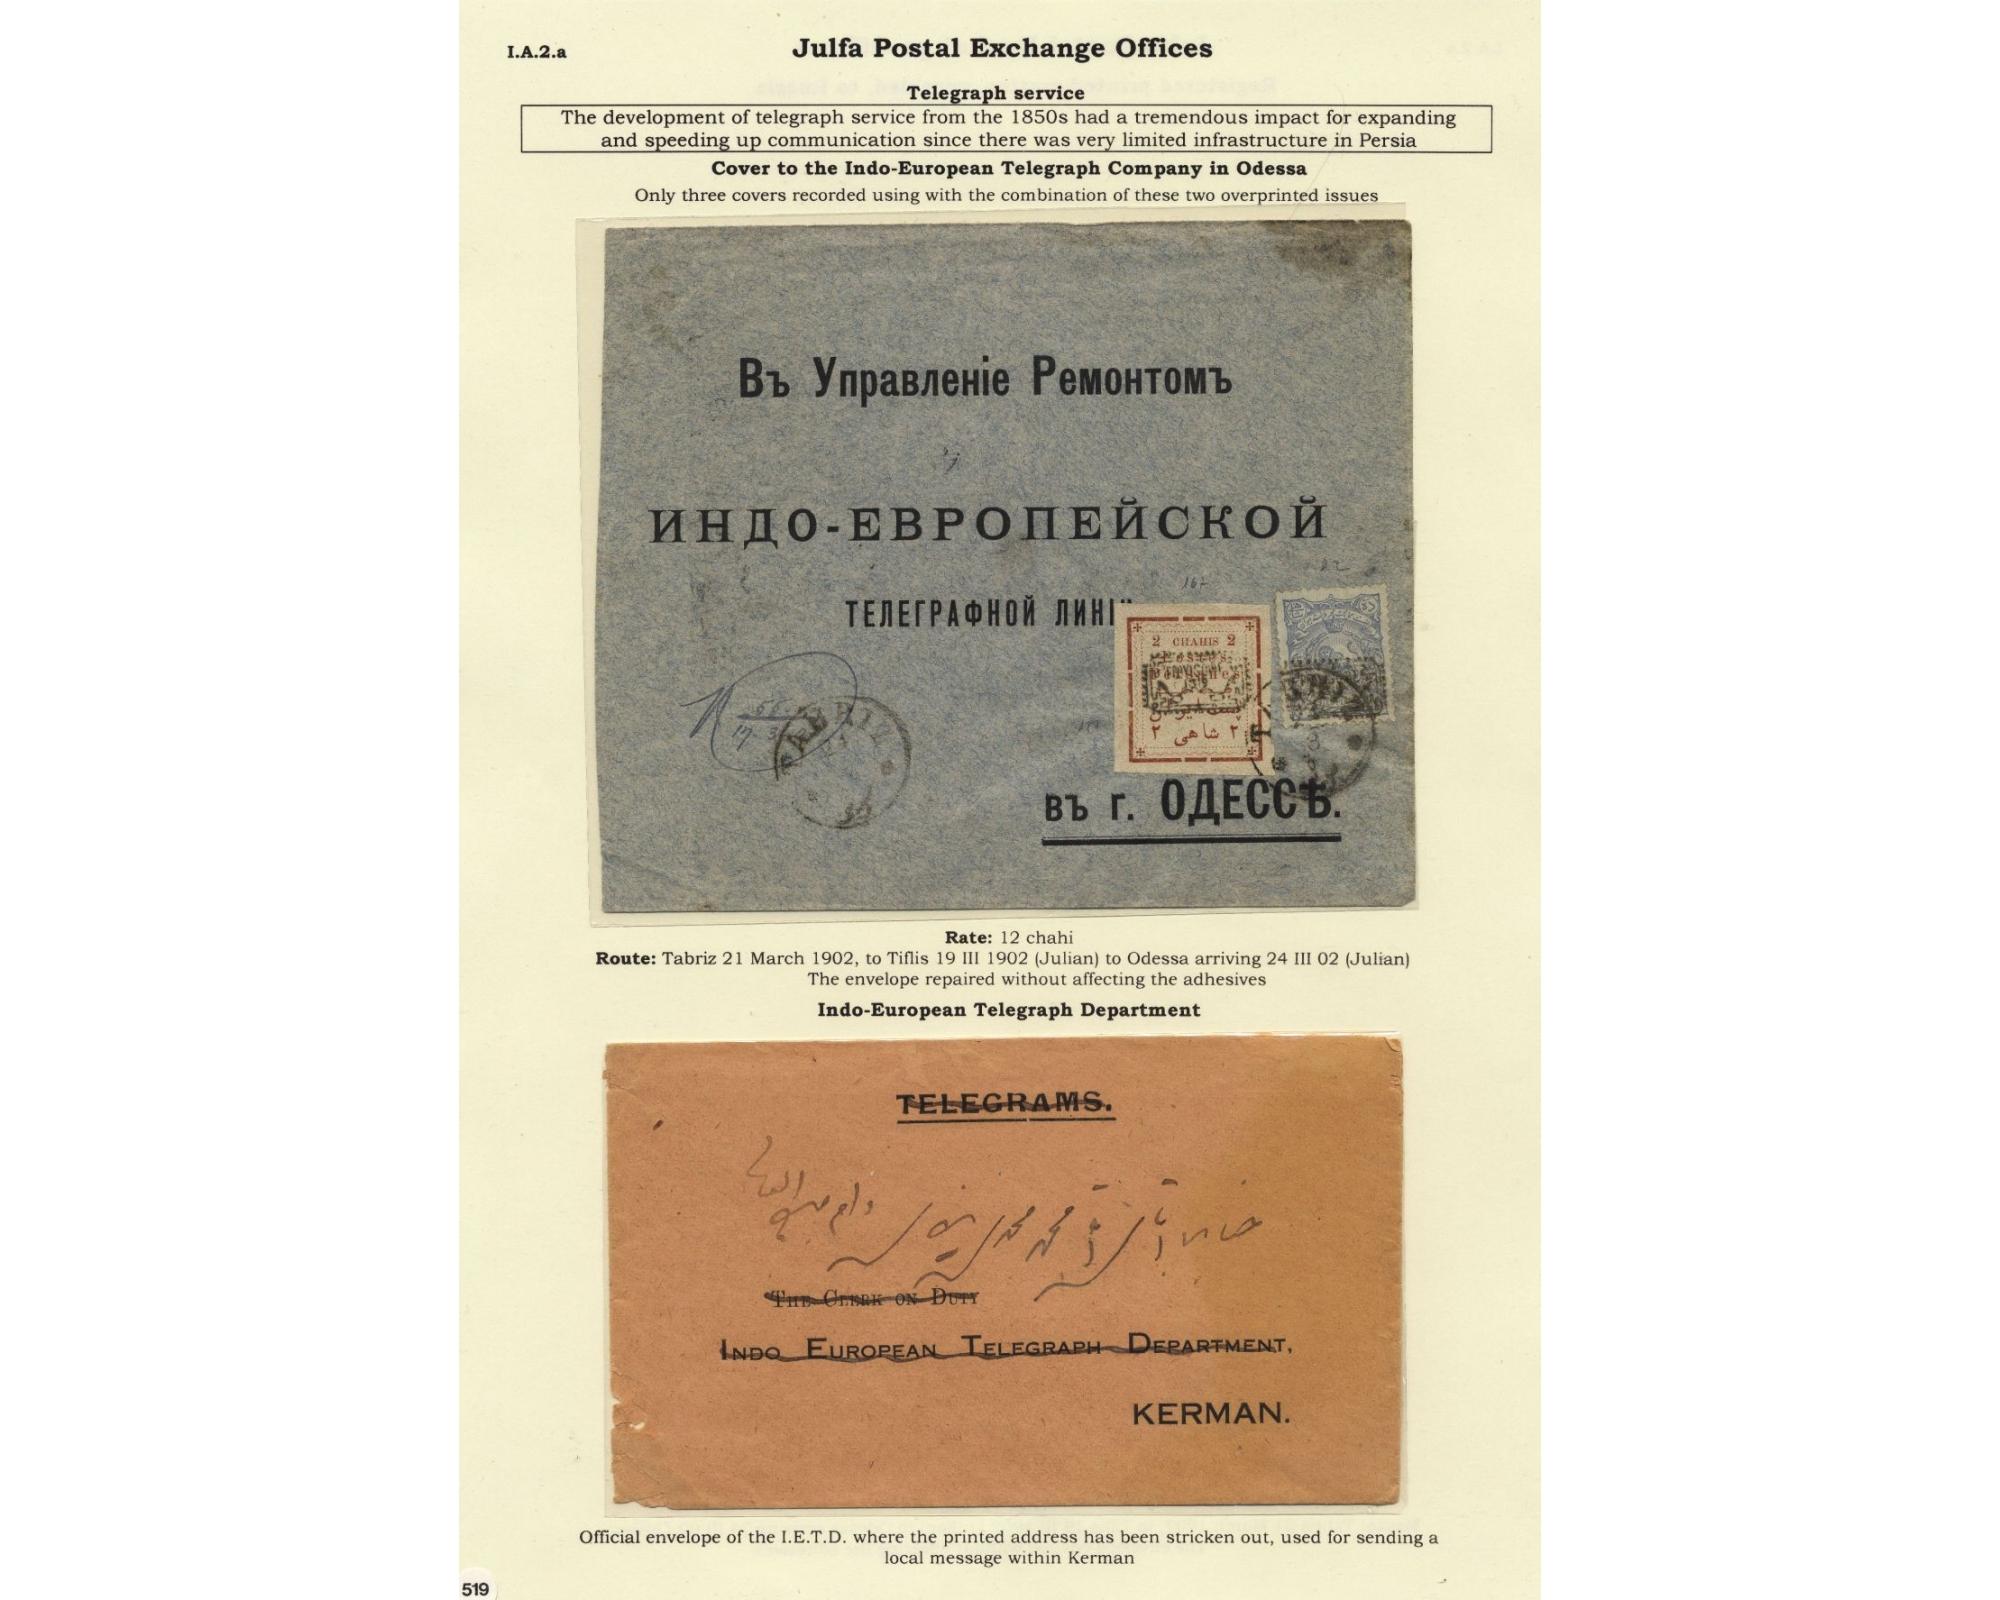 I.A.2.a
Julfa Postal Exchange Offices
Telegraph service
The development of telegraph service from the 1850s had a tremendous impact for expanding
and speeding up communication since there was very limited infrastructure in Persia
Cover to the Indo-European Telegraph Company in Odessa
Only three covers recorded using with the combination of these two overprinted issues
Въ Управленіе Ремонтомъ
ИНДО-ЕВРОПЕЙСКОЙ
ТЕЛЕГРАФНОЙ ЛИНІ
167
2 CHAHIS 2
٢ شاهی ٢
TABRIZ
въ г. ОДЕССѢ.
Rate: 12 chahi
Route: Tabriz 21 March 1902, to Tiflis 19 III 1902 (Julian) to Odessa arriving 24 III 02 (Julian)
The envelope repaired without affecting the adhesives
Indo-European Telegraph Department
TELEGRAMS.
THE CLERK ON DUTY
INDO EUROPEAN TELEGRAPH DEPARTMENT,
KERMAN.
Official envelope of the I.E.T.D. where the printed address has been stricken out, used for sending a
local message within Kerman
519